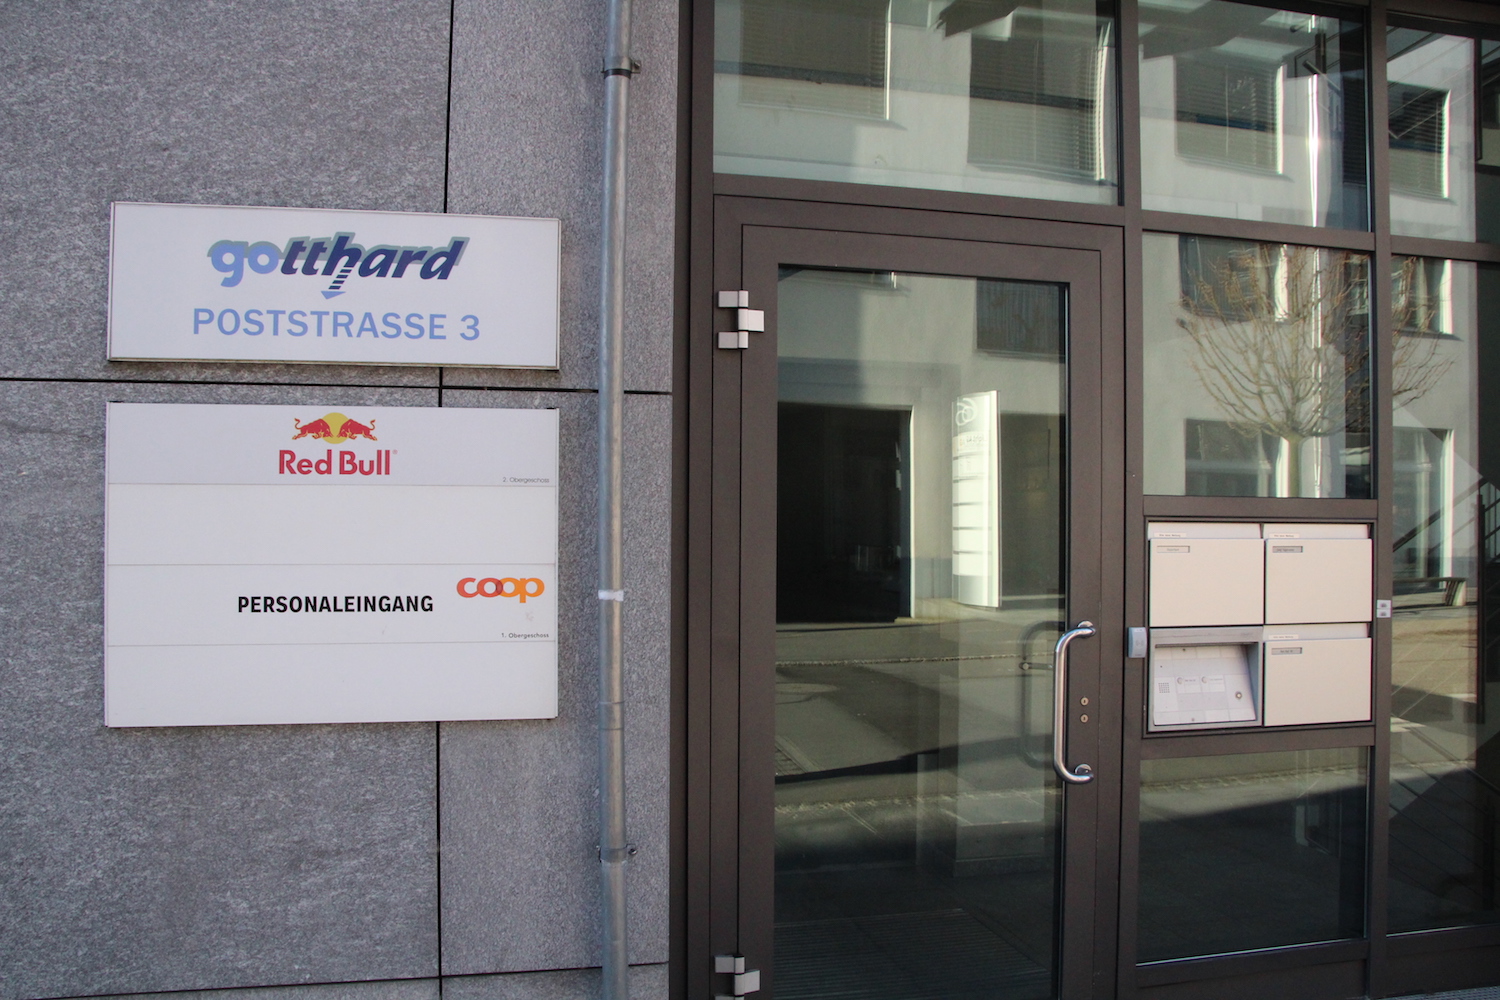 gotthard
POSTSTRASSE 3
Red Bull
2. Obergeschoss
coop
PERSONALEINGANG
1. Obergeschoss